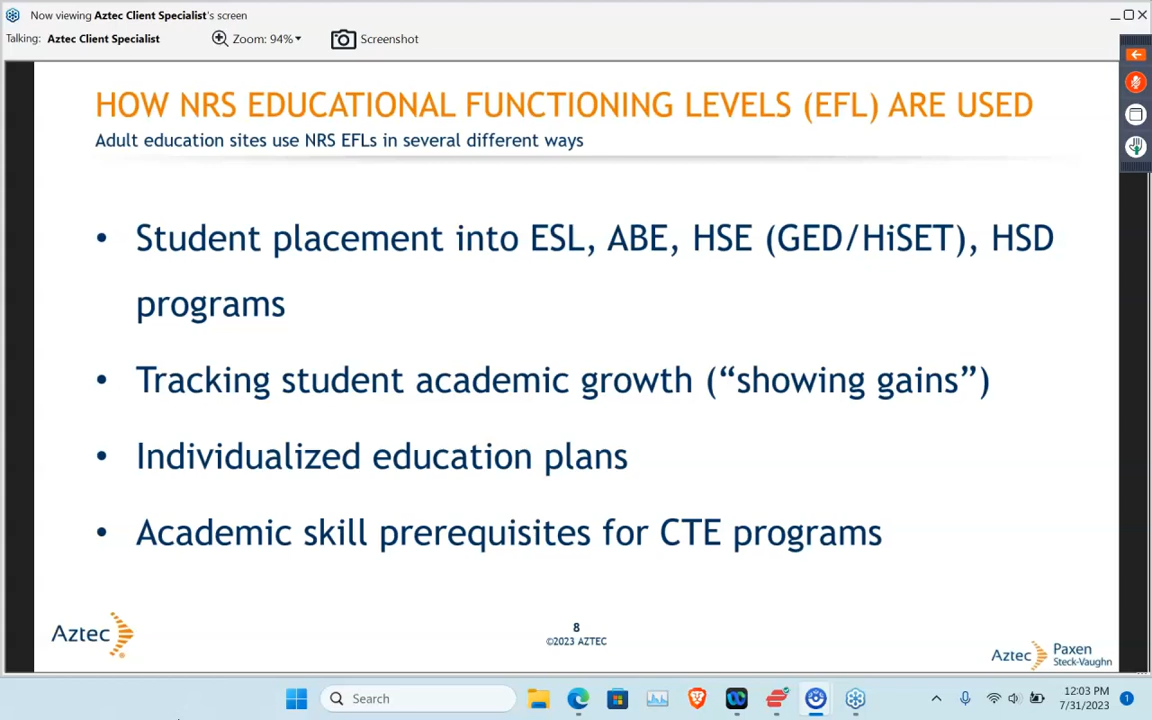 Now viewing Aztec Client Specialist's screen
Talking: Aztec Client Specialist
Zoom: 94%
Screenshot
HOW NRS EDUCATIONAL FUNCTIONING LEVELS (EFL) ARE USED
Adult education sites use NRS EFLs in several different ways
• Student placement into ESL, ABE, HSE (GED/HiSET), HSD
programs
• Tracking student academic growth (“showing gains”)
• Individualized education plans
• Academic skill prerequisites for CTE programs
Aztec
8
©2023 AZTEC
Aztec
Paxen
Steck-Vaughn
Search
12:03 PM
7/31/2023
1